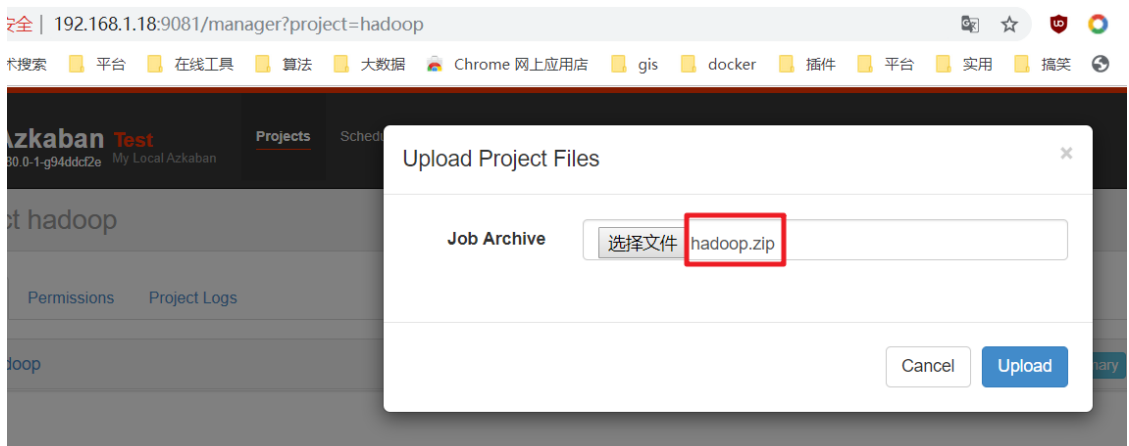 安全 | 192.168.1.18:9081/manager?project=hadoop
术搜索 平台 在线工具 算法 大数据 Chrome 网上应用店 gis docker 插件 平台 实用 搞笑
Azkaban Test
30.0-1-g94ddcf2e My Local Azkaban
Projects Schedu
Upload Project Files ×
ct hadoop
Job Archive 选择文件 hadoop.zip
Permissions Project Logs
doop
Cancel Upload
mary